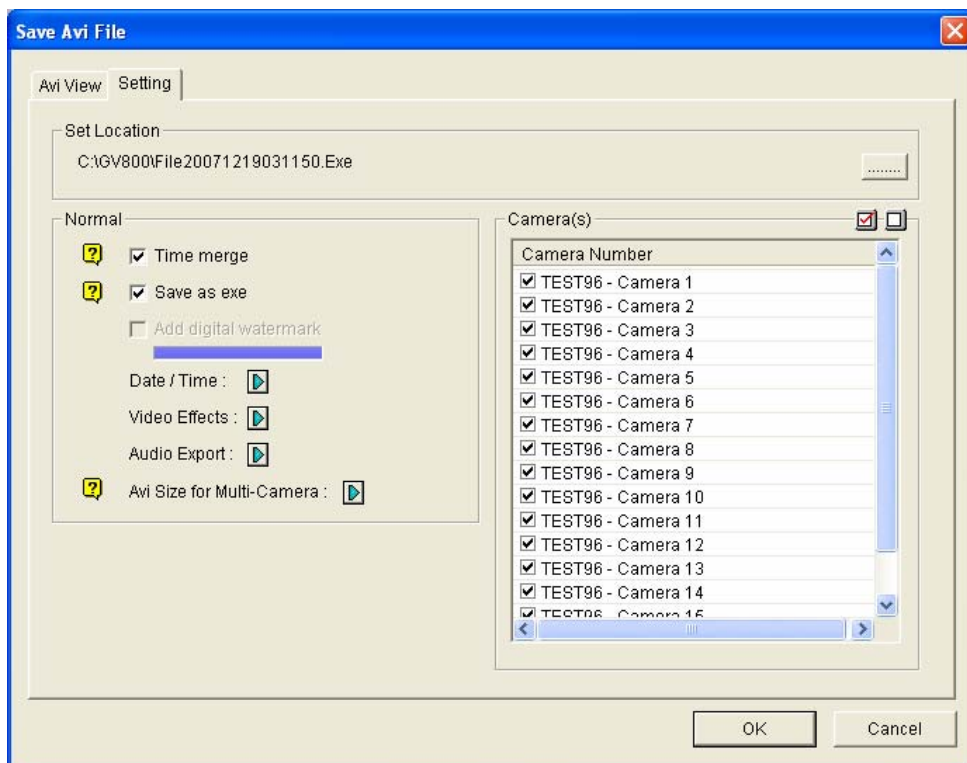 Save Avi File
Avi View
Setting
Set Location
C:\GV800\File20071219031150.Exe
........
Normal
Time merge
Save as exe
Add digital watermark
Date / Time :
Video Effects :
Audio Export :
Avi Size for Multi-Camera :
Camera(s)
Camera Number
TEST96 - Camera 1
TEST96 - Camera 2
TEST96 - Camera 3
TEST96 - Camera 4
TEST96 - Camera 5
TEST96 - Camera 6
TEST96 - Camera 7
TEST96 - Camera 8
TEST96 - Camera 9
TEST96 - Camera 10
TEST96 - Camera 11
TEST96 - Camera 12
TEST96 - Camera 13
TEST96 - Camera 14
TEST96 - Camera 15
OK
Cancel